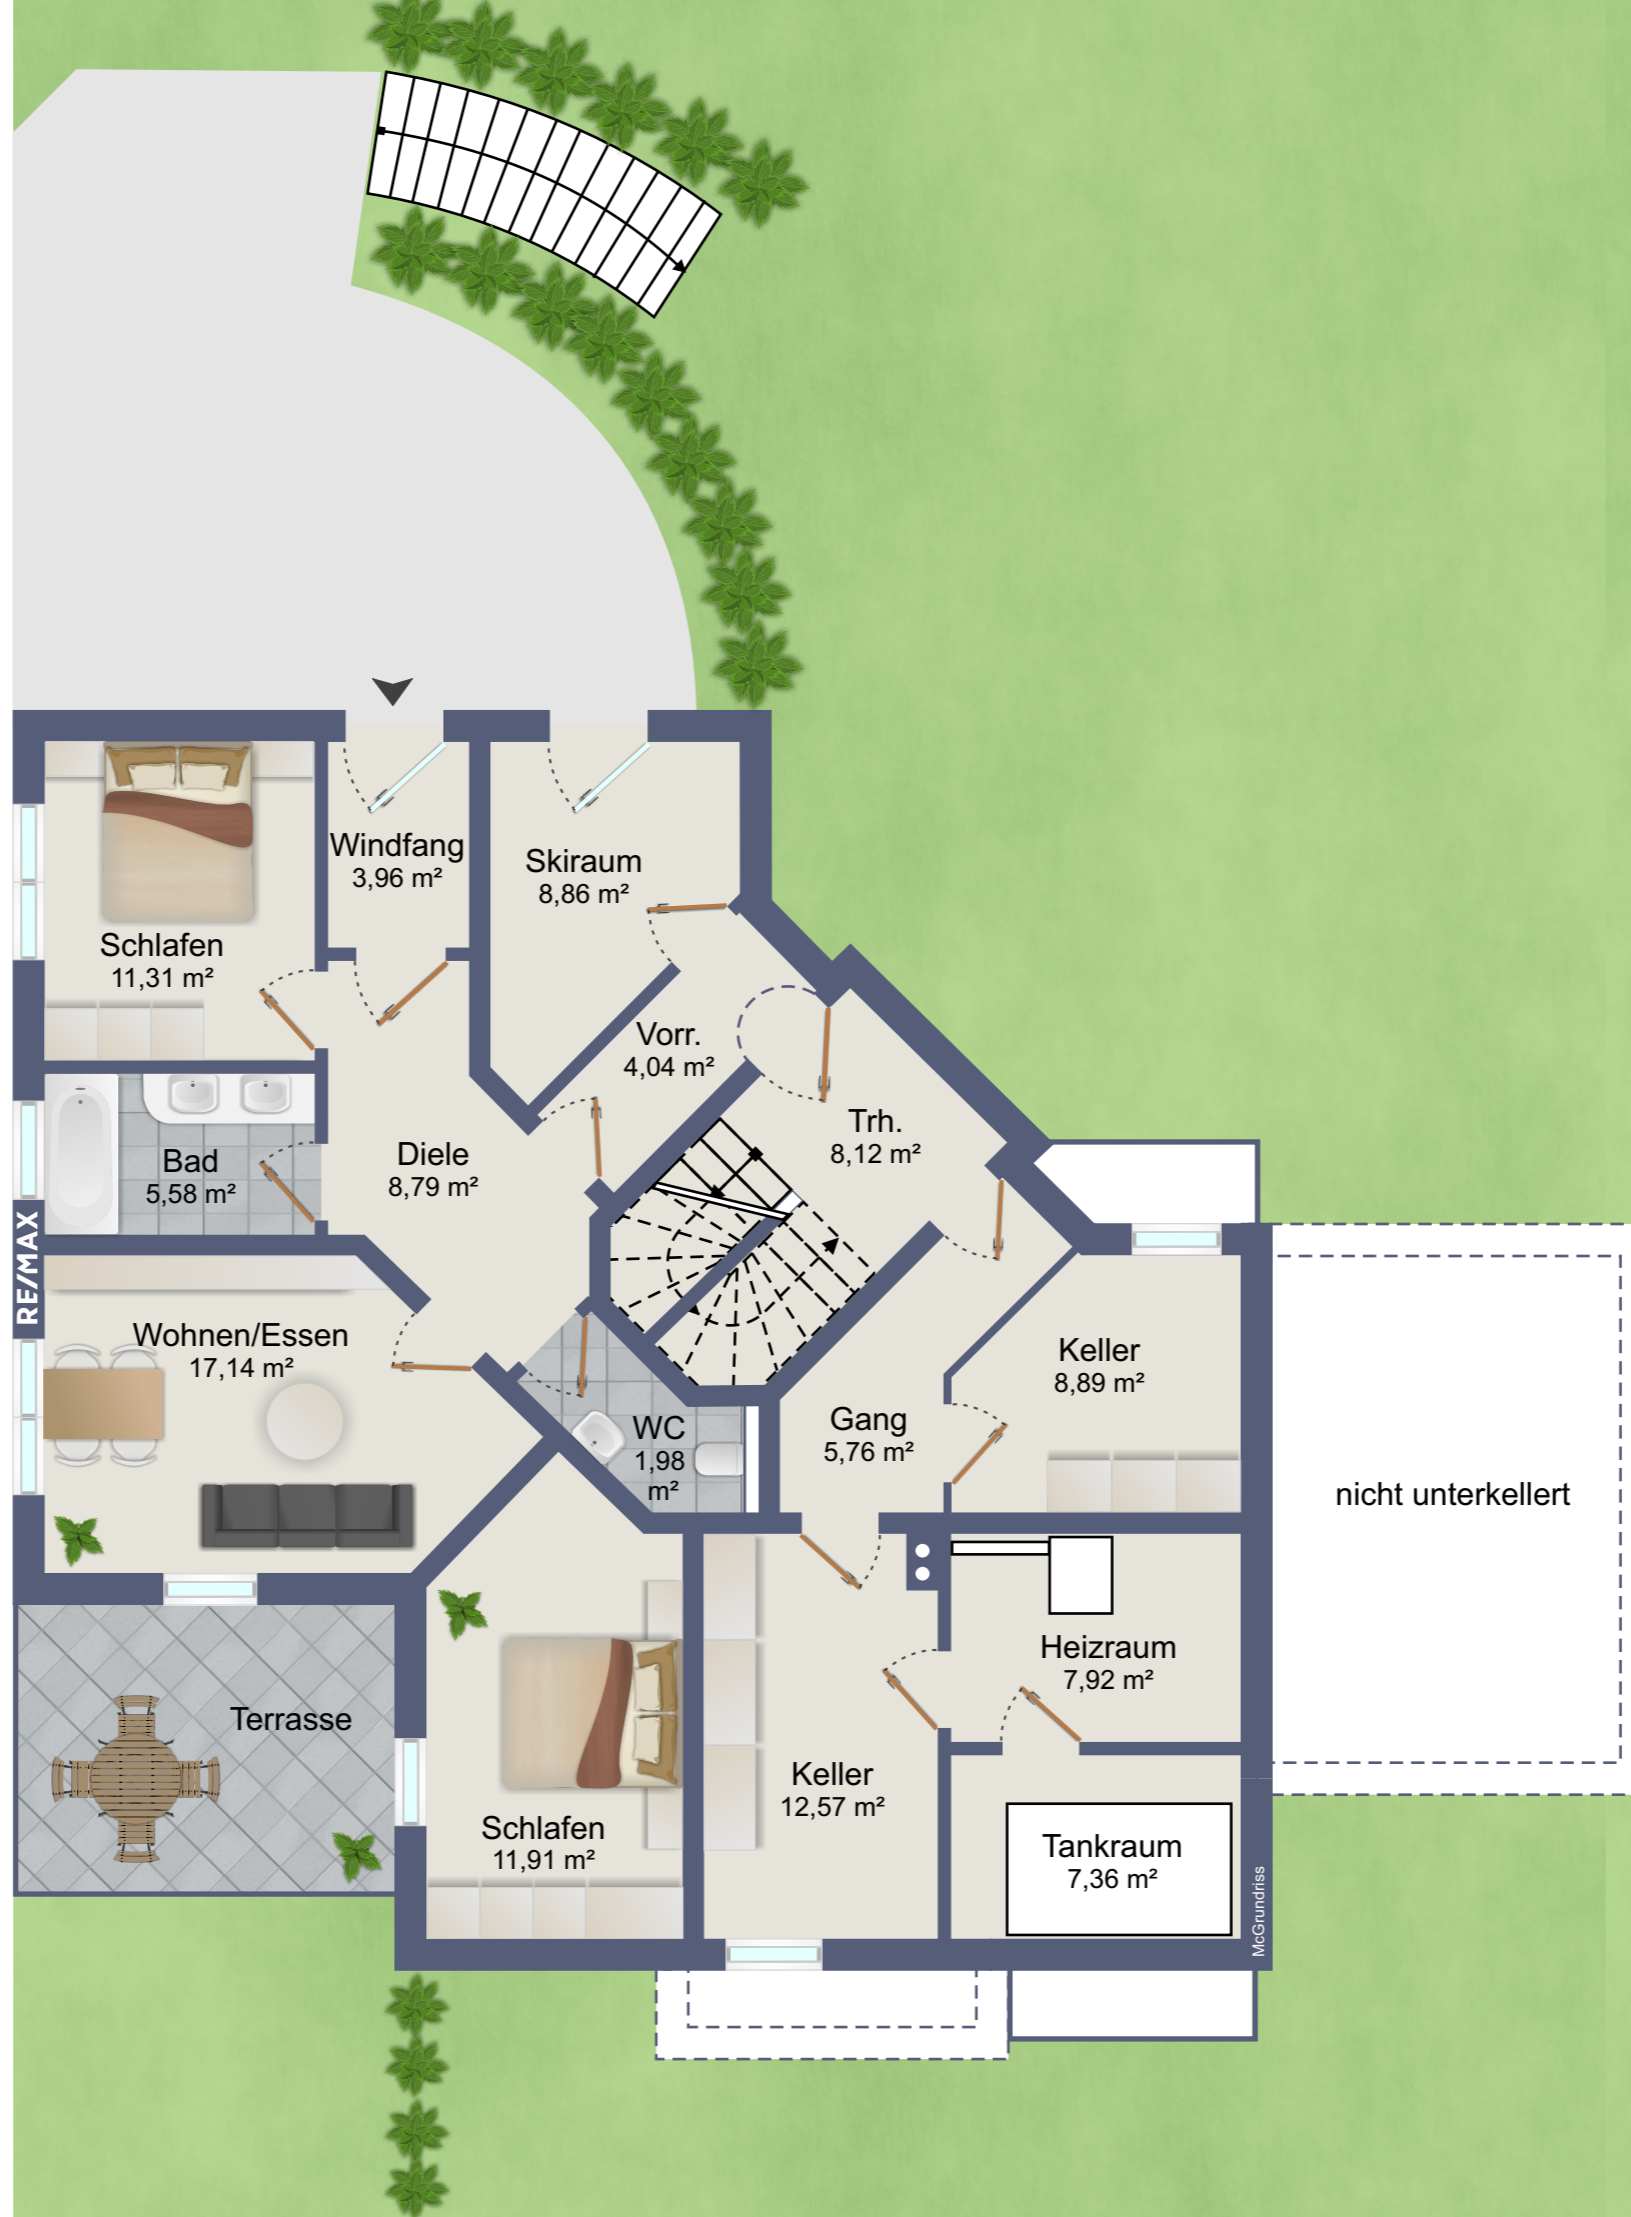 Windfang
3,96 m²
Skiraum
8,86 m²
Schlafen
11,31 m²
Vorr.
4,04 m²
Trh.
8,12 m²
Diele
8,79 m²
Bad
5,58 m²
RE/MAX
Wohnen/Essen
17,14 m²
Keller
8,89 m²
WC
1,98
m²
Gang
5,76 m²
nicht unterkellert
Heizraum
7,92 m²
Terrasse
Keller
12,57 m²
Schlafen
11,91 m²
Tankraum
7,36 m²
McGrundriss